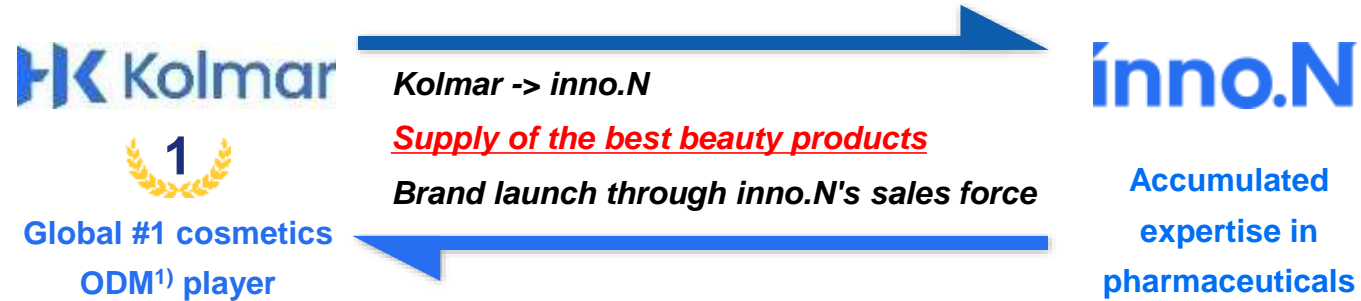 HK Kolmar
1
Global #1 cosmetics
ODM1) player
Kolmar -> inno.N
Supply of the best beauty products
Brand launch through inno.N's sales force
inno.N
Accumulated
expertise in
pharmaceuticals